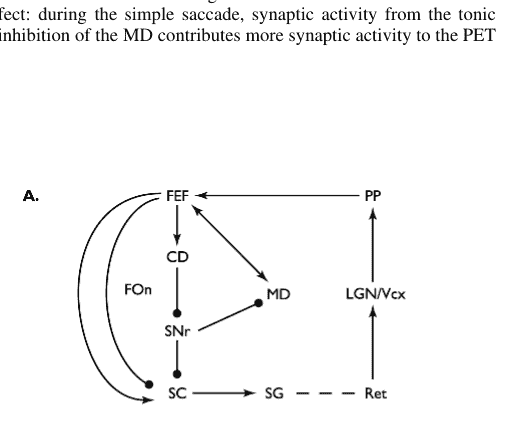 fect: during the simple saccade, synaptic activity from the tonic
inhibition of the MD contributes more synaptic activity to the PET
A.
FEF PP
CD
FOn MD LGN/Vcx
SNr
SC SG Ret